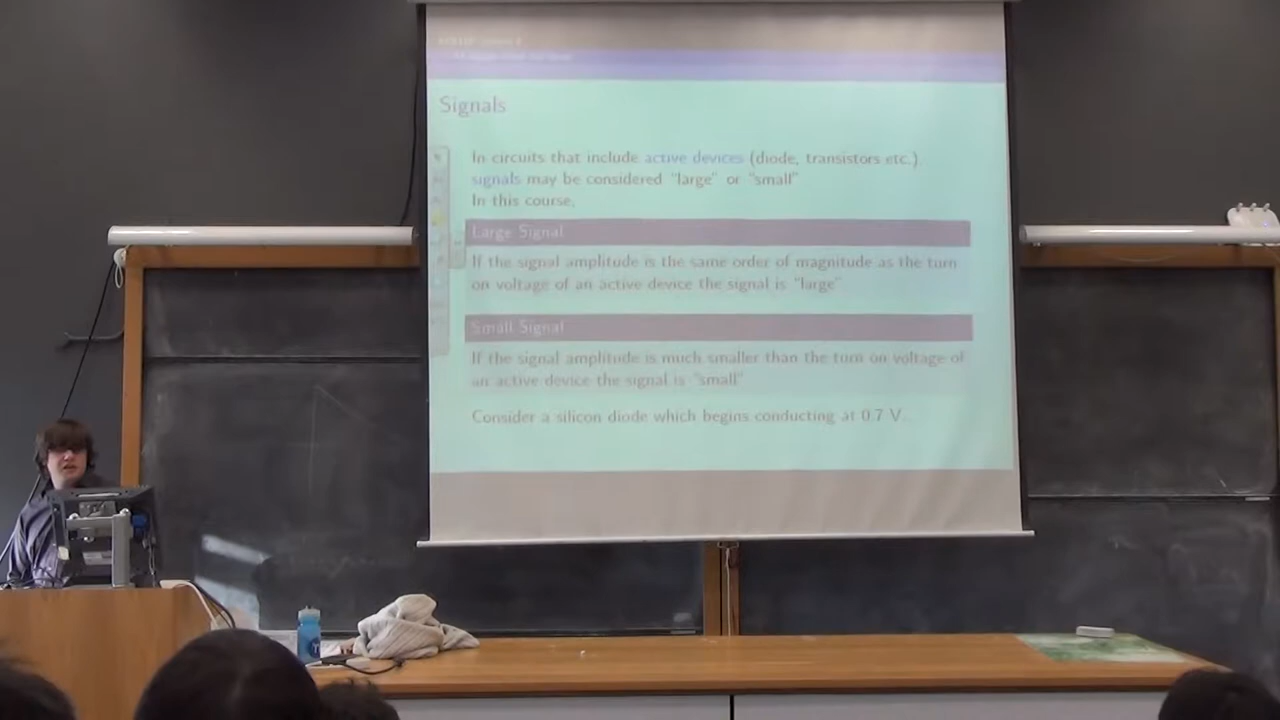 Signals
In circuits that include active devices (diode, transistors etc.)
signals may be considered "large" or "small"
In this course,
Large Signal
If the signal amplitude is the same order of magnitude as the turn
on voltage of an active device the signal is "large"
Small Signal
If the signal amplitude is much smaller than the turn on voltage of
an active device the signal is "small"
Consider a silicon diode which begins conducting at 0.7 V...